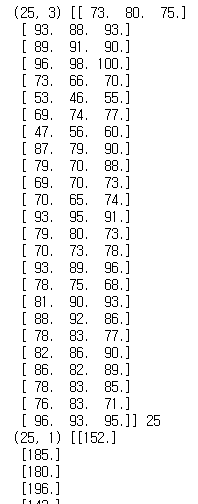 (25, 3) [[ 73.  80.  75.]
 [ 93.  88.  93.]
 [ 89.  91.  90.]
 [ 96.  98. 100.]
 [ 73.  66.  70.]
 [ 53.  46.  55.]
 [ 69.  74.  77.]
 [ 47.  56.  60.]
 [ 87.  79.  90.]
 [ 79.  70.  88.]
 [ 69.  70.  73.]
 [ 70.  65.  74.]
 [ 93.  95.  91.]
 [ 79.  80.  73.]
 [ 70.  73.  78.]
 [ 93.  89.  96.]
 [ 78.  75.  68.]
 [ 81.  90.  93.]
 [ 88.  92.  86.]
 [ 78.  83.  77.]
 [ 82.  86.  90.]
 [ 86.  82.  89.]
 [ 78.  83.  85.]
 [ 76.  83.  71.]
 [ 96.  93.  95.]] 25
(25, 1) [[152.]
 [185.]
 [180.]
 [196.]